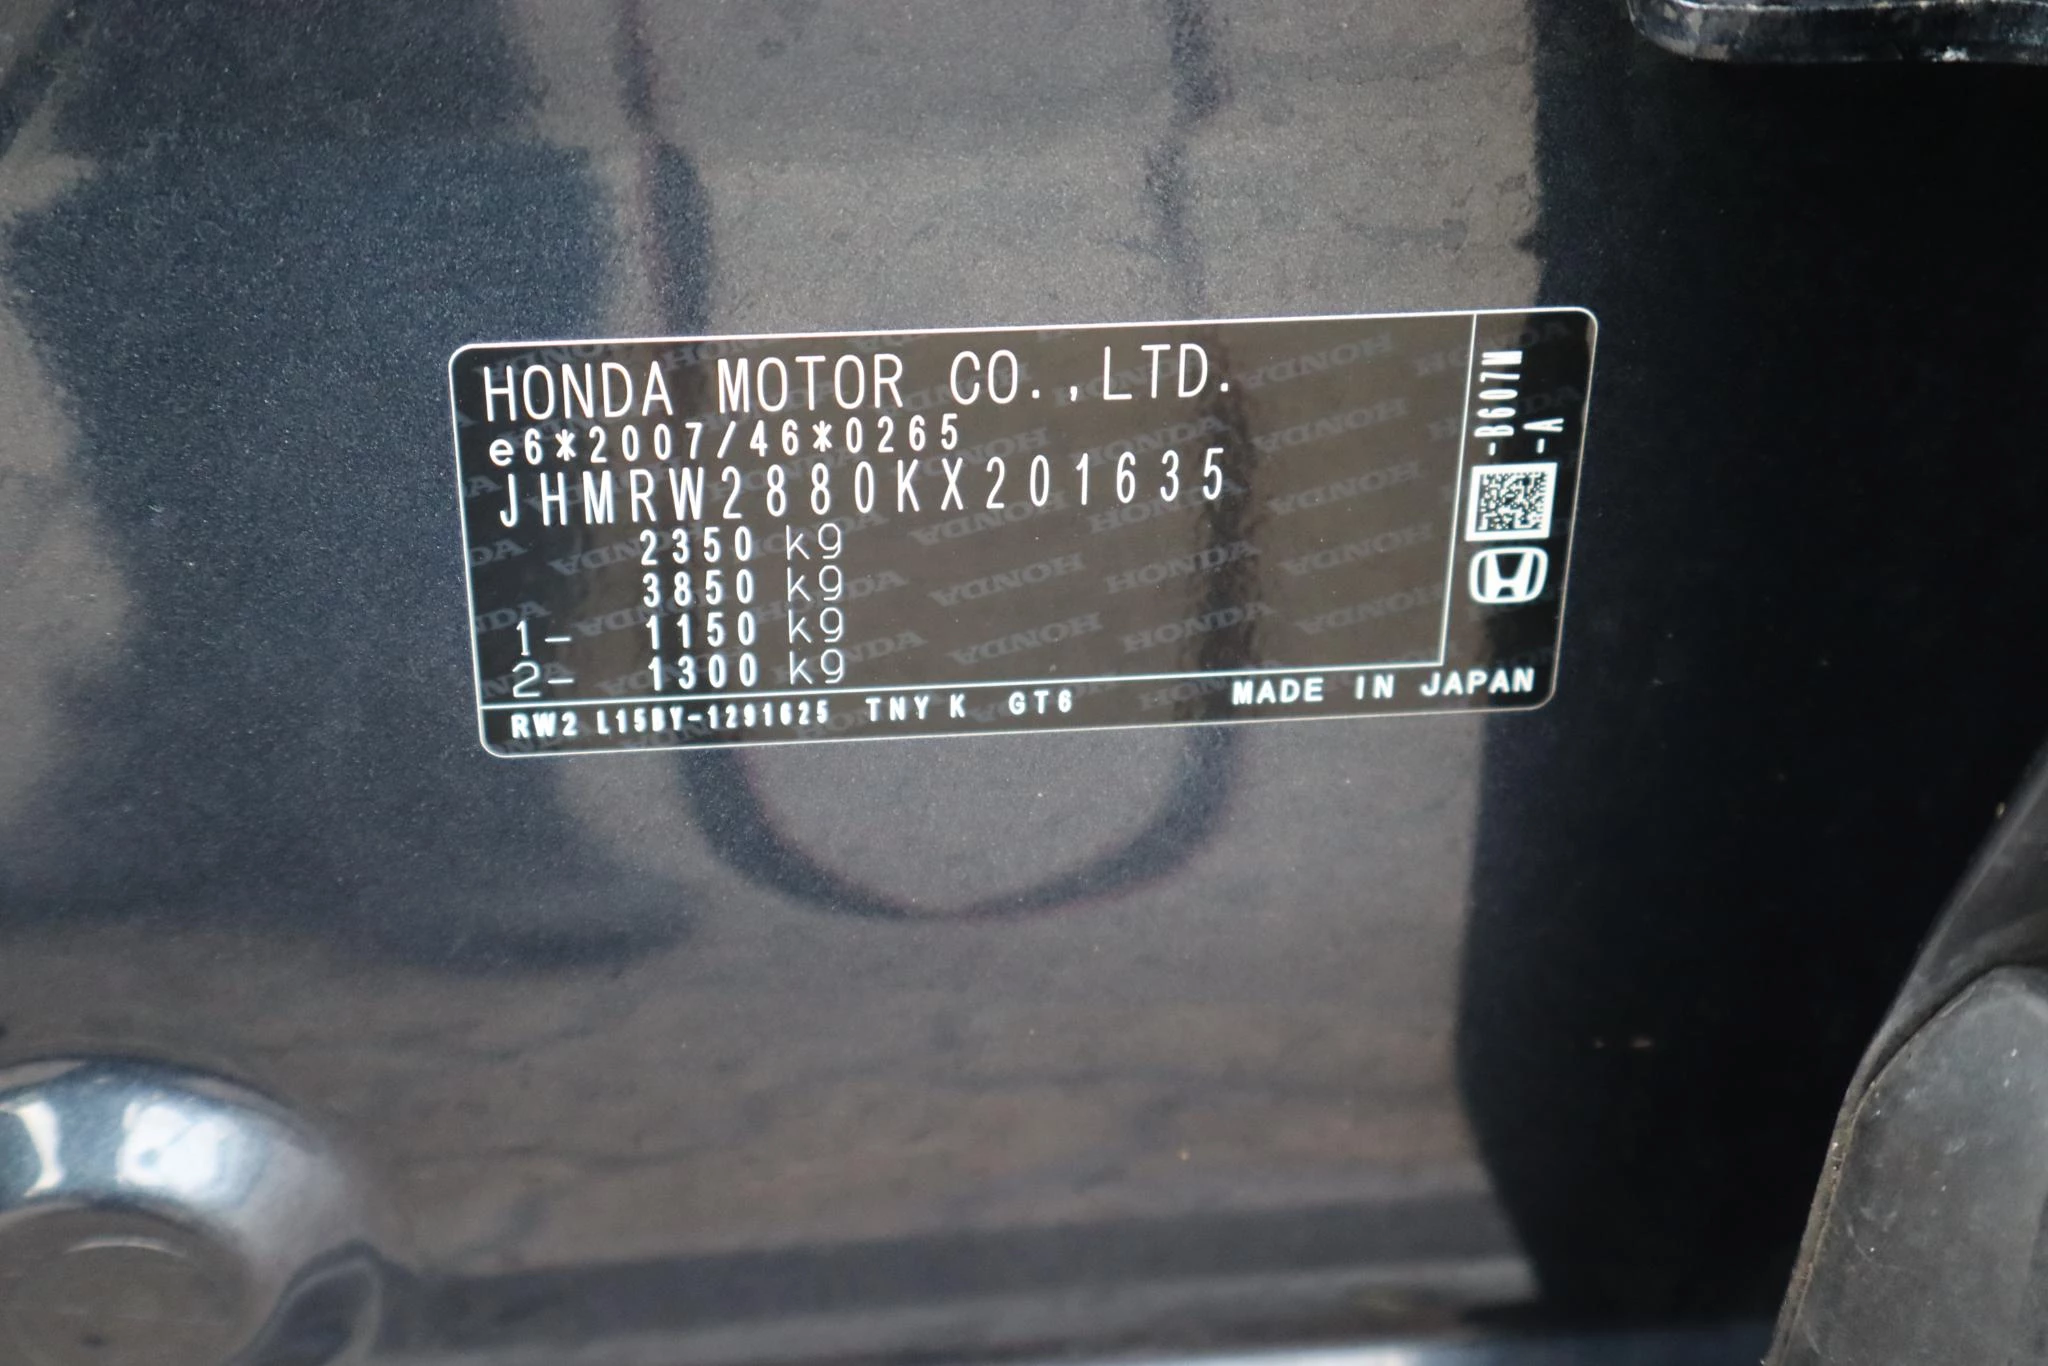 HONDA MOTOR CO.,LTD.
e6*2007/46*0265
JHMRW2880KX201635
2350 kg
3850 kg
1- 1150 kg
2- 1300 kg
RW2 L15BY-1291625 TNY K GT6 MADE IN JAPAN
-B607M
-A